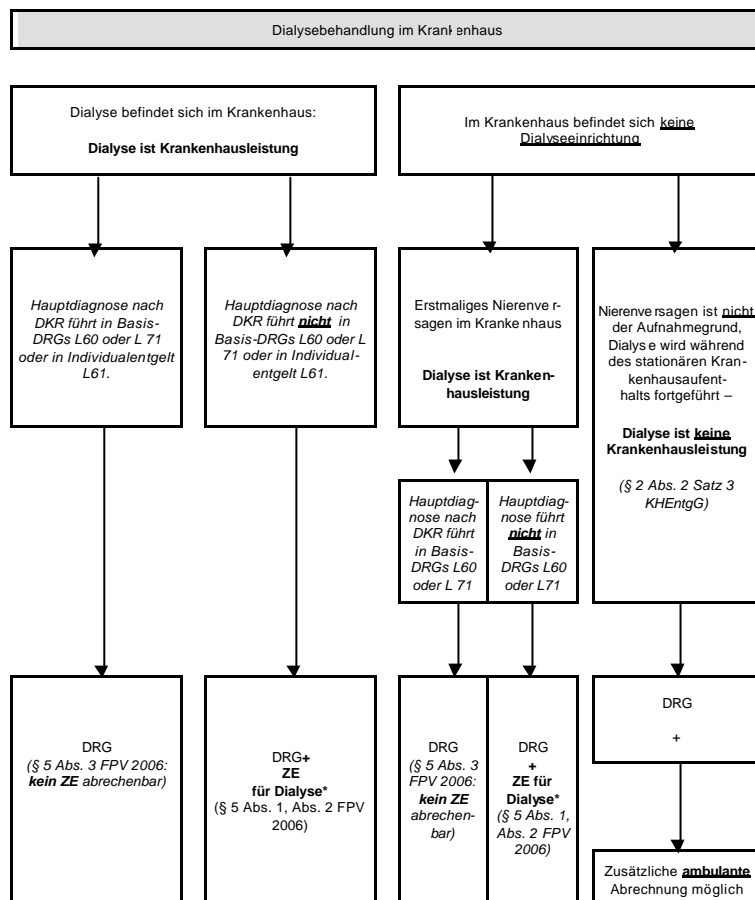 Dialysebehandlung im Krankenhaus
Dialyse befindet sich im Krankenhaus:
Dialyse ist Krankenhausleistung
Im Krankenhaus befindet sich keine
Dialyseeinrichtung
Hauptdiagnose nach
DKR führt in Basis-
DRGs L60 oder L 71
oder in Individualentgelt
L61.
Hauptdiagnose nach
DKR führt nicht in
Basis-DRGs L60 oder L
71 oder in Individual-
entgelt L61.
Erstmaliges Nierenve r-
sagen im Kranke nhaus
Dialyse ist Kranken-
hausleistung
Nierenve rsagen ist nicht
der Aufnahmegrund,
Dialys e wird während
des stationären Kran-
kenhausaufent-
halts fortgeführt –
Dialyse ist keine
Krankenhausleistung
(§ 2 Abs. 2 Satz 3
KHEntgG)
Hauptdiag-
nose nach
DKR führt
in Basis-
DRGs L60
oder L 71
Hauptdiag-
nose führt
nicht in
Basis-
DRGs L60
oder L71
DRG
(§ 5 Abs. 3 FPV 2006:
kein ZE abrechenbar)
DRG+
ZE
für Dialyse*
(§ 5 Abs. 1, Abs. 2 FPV
2006)
DRG
(§ 5 Abs. 3
FPV 2006:
kein ZE
abrechen-
bar)
DRG
+
ZE für
Dialyse*
(§ 5 Abs. 1,
Abs. 2 FPV
2006)
DRG
+
Zusätzliche ambulante
Abrechnung möglich